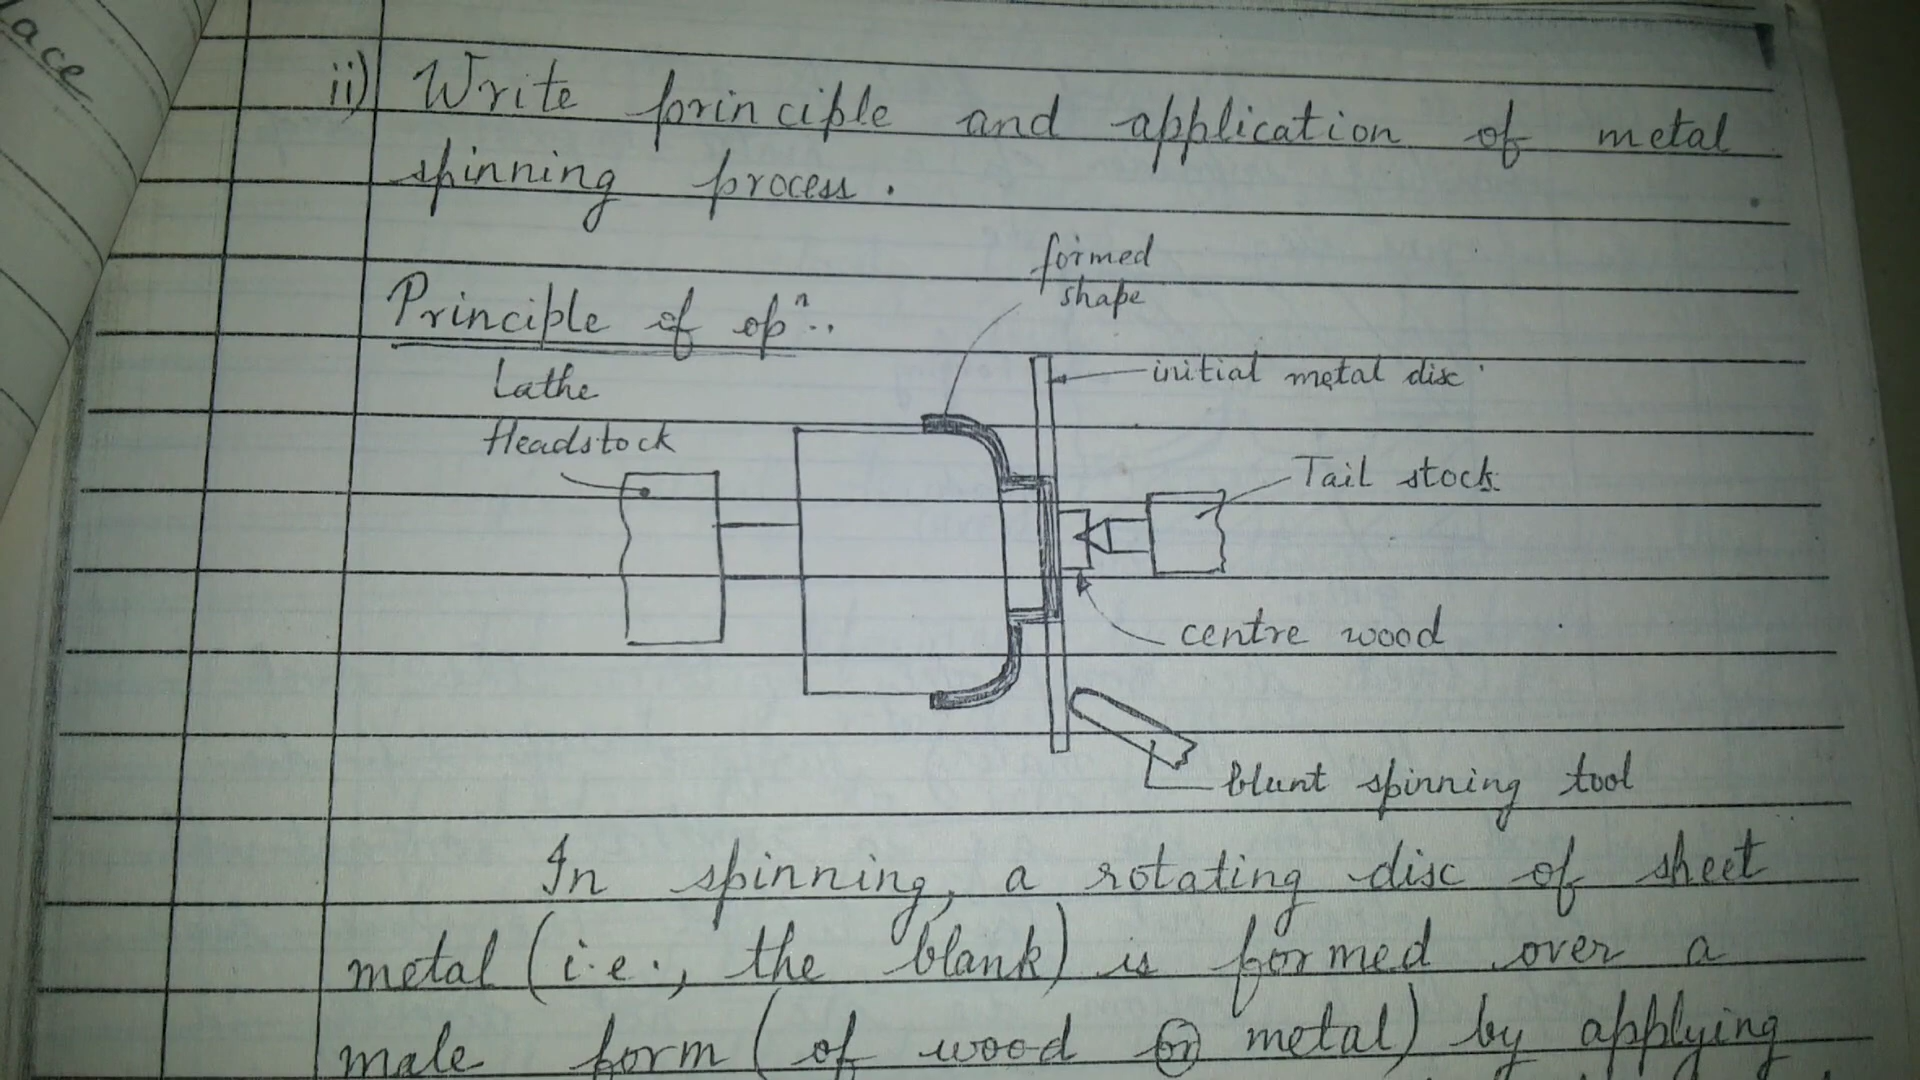 ace
ii) Write principle and application of metal
spinning process.
Principle of opⁿ:.
formed
shape
initial metal disc
Lathe
Headstock
Tail stock
centre wood
blunt spinning tool
In spinning, a rotating disc of sheet
metal (i.e., the blank) is formed over a
male form (of wood or metal) by applying